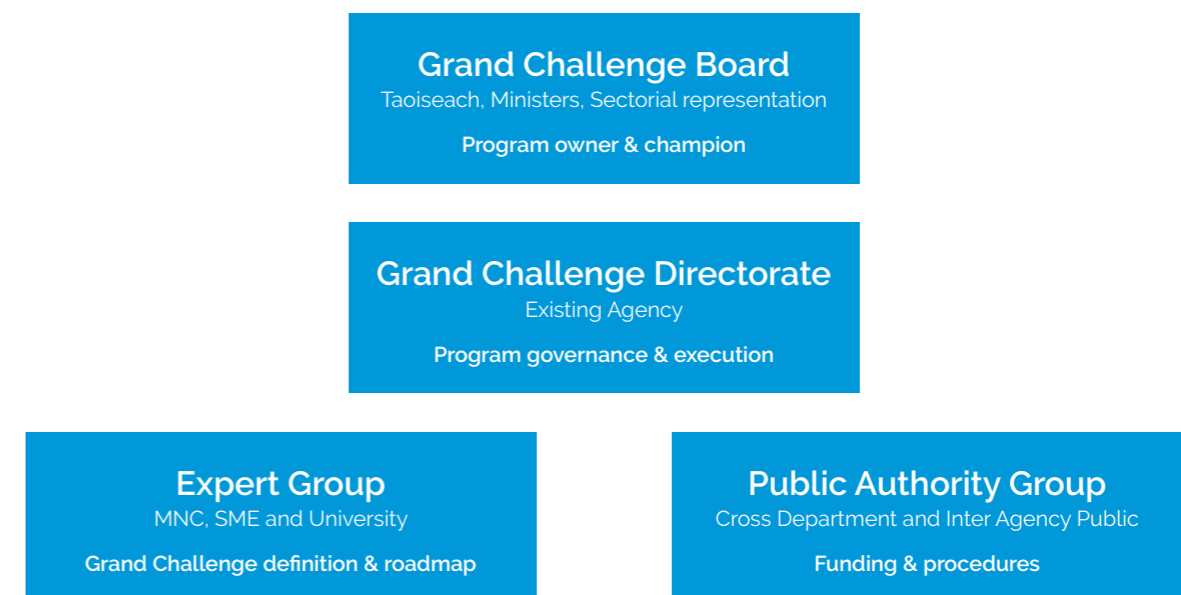 Grand Challenge Board
Taoiseach, Ministers, Sectorial representation
Program owner & champion
Grand Challenge Directorate
Existing Agency
Program governance & execution
Expert Group
MNC, SME and University
Grand Challenge definition & roadmap
Public Authority Group
Cross Department and Inter Agency Public
Funding & procedures